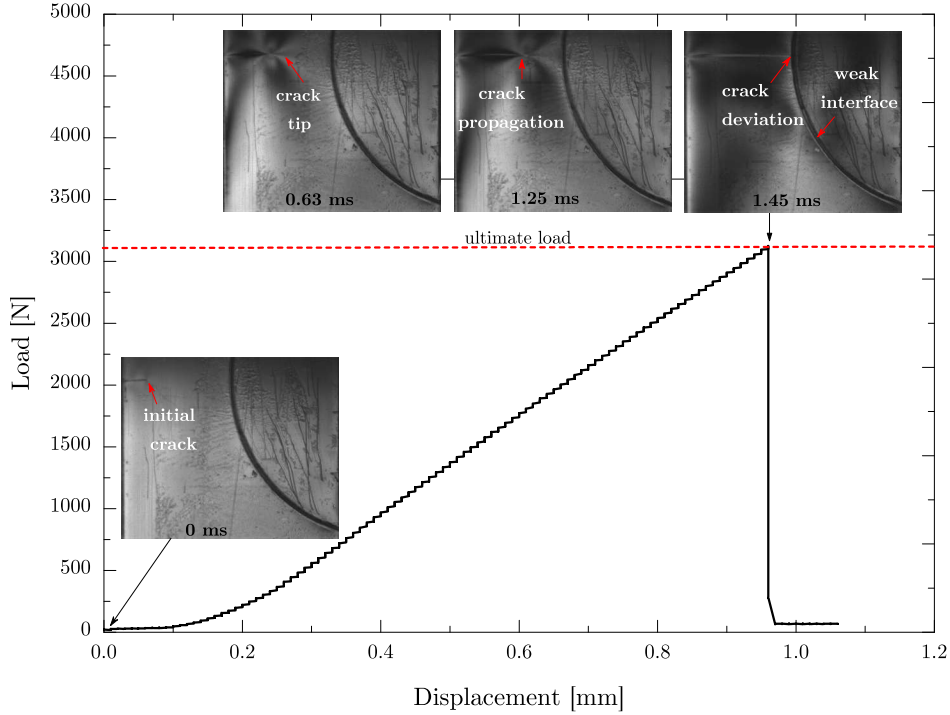 5000
4500
4000
3500
3000
2500
2000
1500
1000
500
0
Load [N]
crack
tip
0.63 ms
crack
propagation
1.25 ms
crack
deviation
weak
interface
1.45 ms
ultimate load
initial
crack
0 ms
0.0
0.2
0.4
0.6
0.8
1.0
1.2
Displacement [mm]